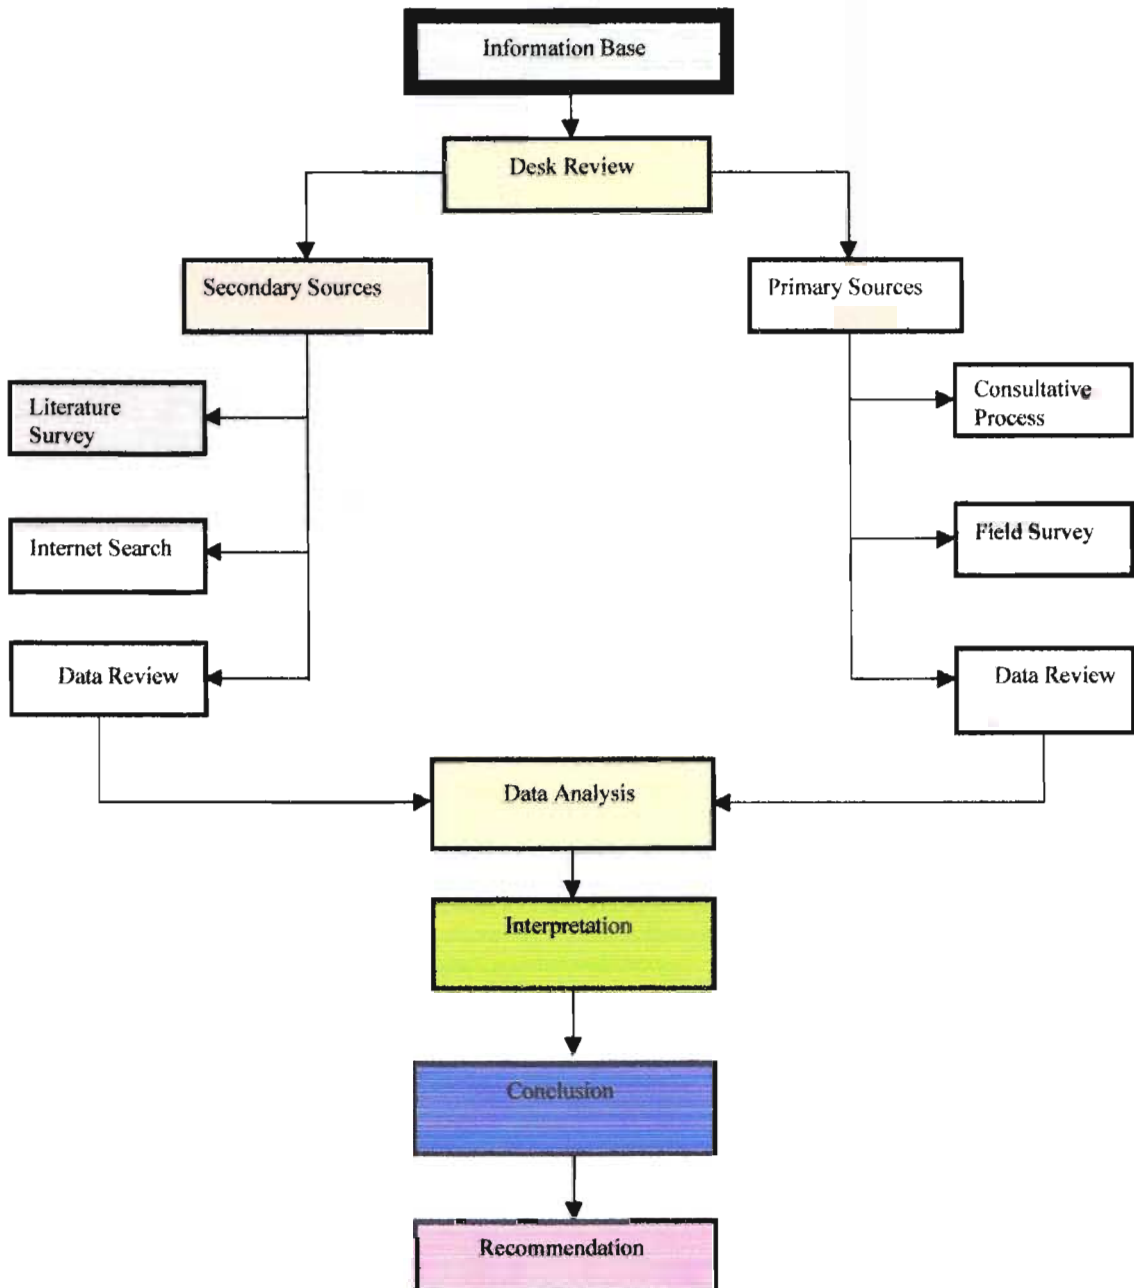 Information Base
Desk Review
Secondary Sources
Primary Sources
Literature
Survey
Consultative
Process
Internet Search
Field Survey
Data Review
Data Review
Data Analysis
Interpretation
Conclusion
Recommendation